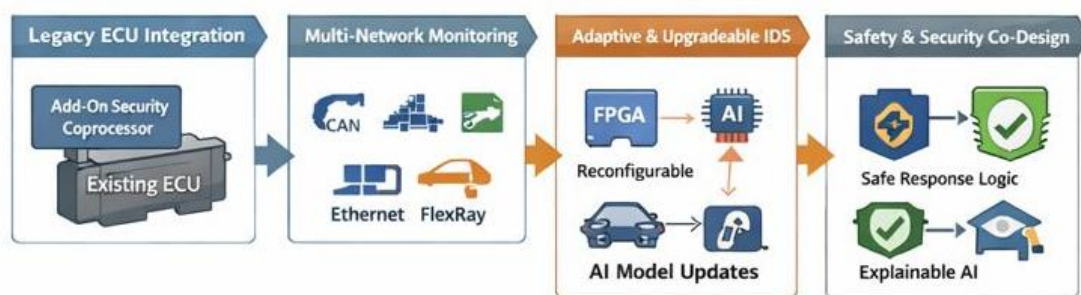 Legacy ECU Integration
Add-On Security
Coprocessor
Existing ECU
Multi-Network Monitoring
CAN
Ethernet
FlexRay
Adaptive & Upgradeable IDS
FPGA
AI
Reconfigurable
AI Model Updates
Safety & Security Co-Design
Safe Response Logic
Explainable AI